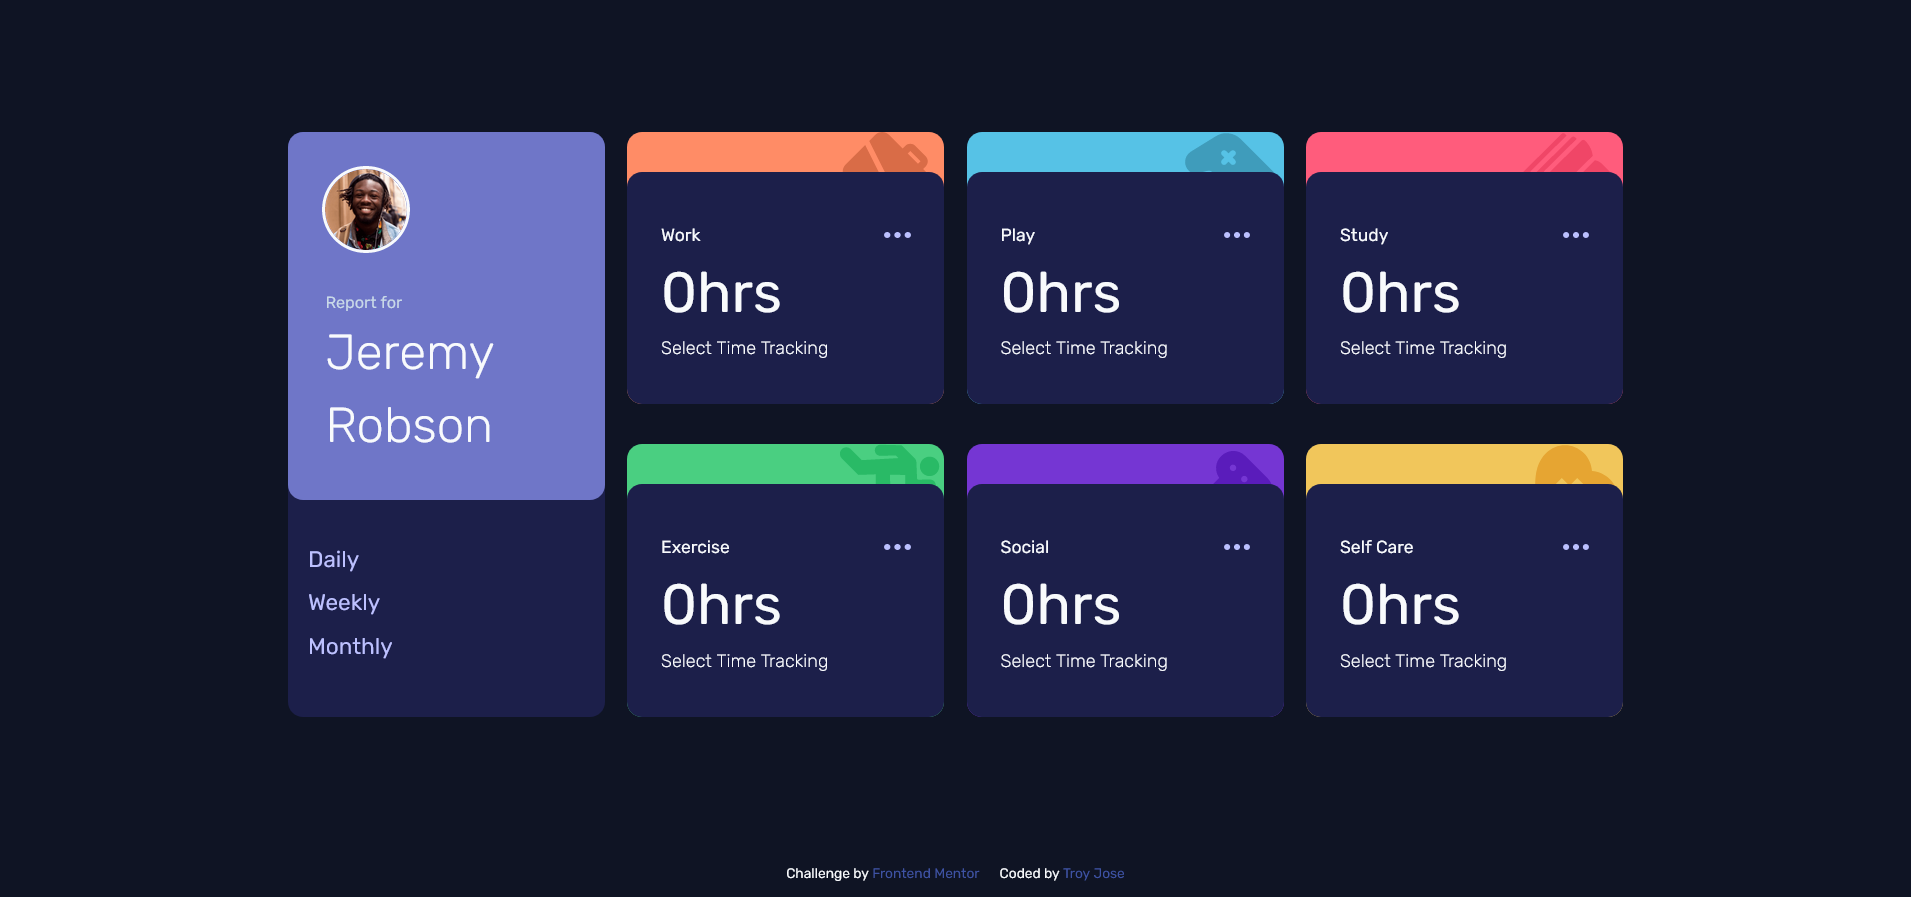 Report for
Jeremy
Robson
Daily
Weekly
Monthly
Work
0hrs
Select Time Tracking
Play
0hrs
Select Time Tracking
Study
0hrs
Select Time Tracking
Exercise
0hrs
Select Time Tracking
Social
0hrs
Select Time Tracking
Self Care
0hrs
Select Time Tracking
Challenge by Frontend Mentor Coded by Troy Jose